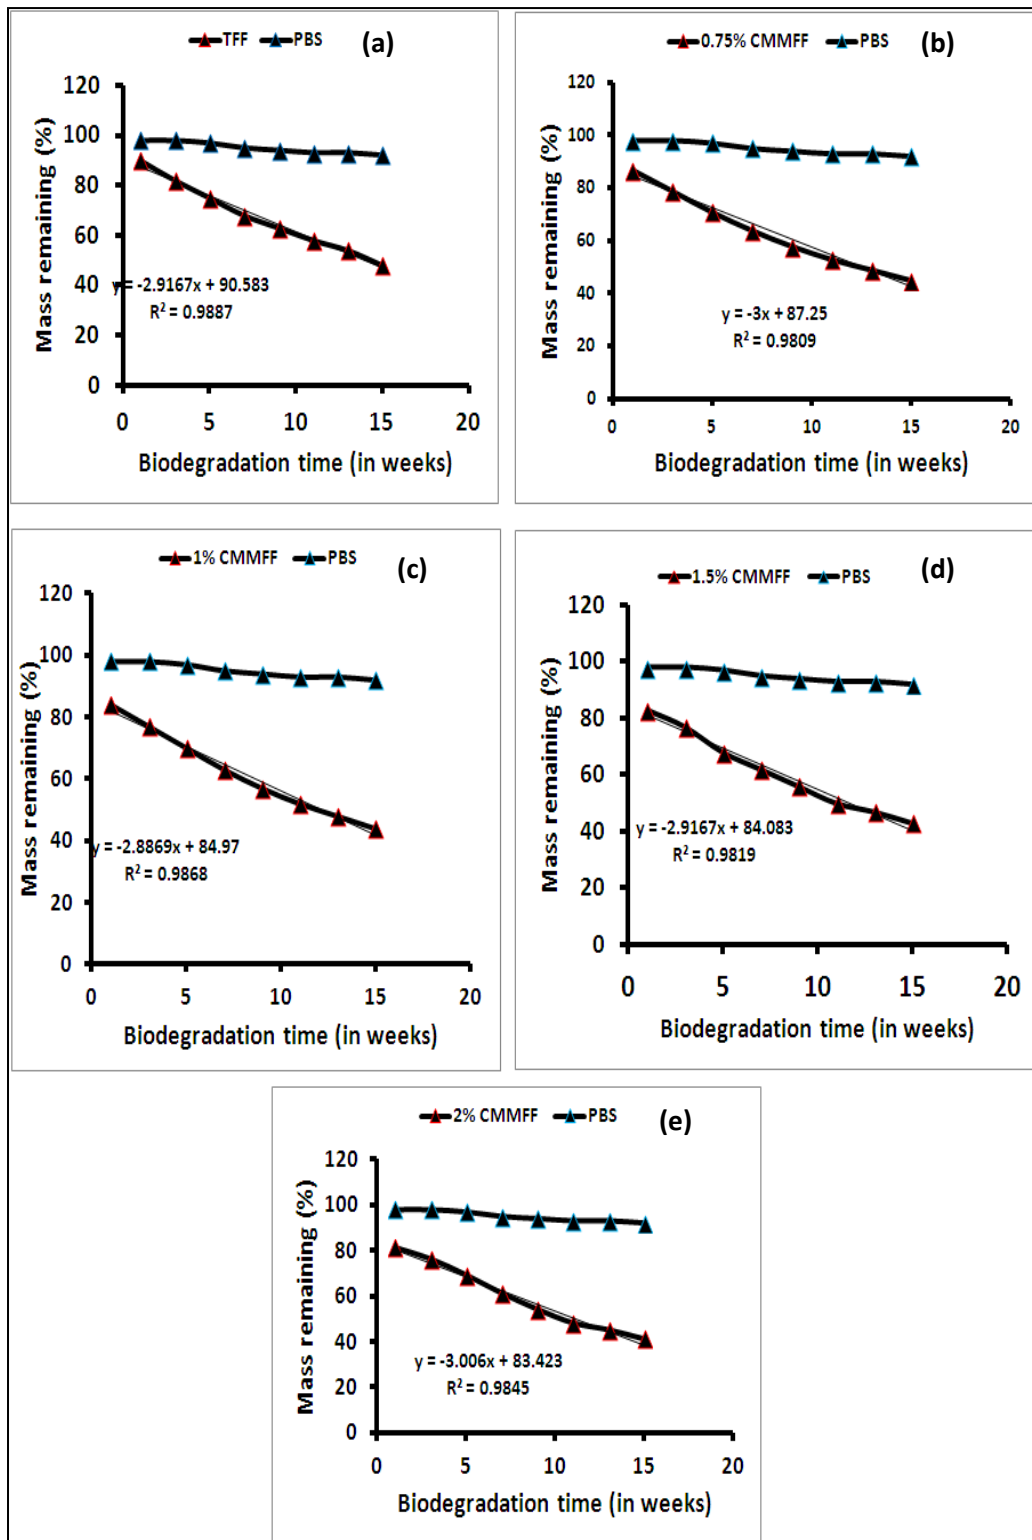 TFF PBS (a)
120
100
80
60
40
20
0
Mass remaining (%)
y = -2.9167x + 90.583
R² = 0.9887
0 5 10 15 20
Biodegradation time (in weeks)
0.75% CMMFF PBS (b)
120
100
80
60
40
20
0
Mass remaining (%)
y = -3x + 87.25
R² = 0.9809
0 5 10 15 20
Biodegradation time (in weeks)
1% CMMFF PBS (c)
120
100
80
60
40
20
0
Mass remaining (%)
y = -2.8869x + 84.97
R² = 0.9868
0 5 10 15 20
Biodegradation time (in weeks)
1.5% CMMFF PBS (d)
120
100
80
60
40
20
0
Mass remaining (%)
y = -2.9167x + 84.083
R² = 0.9819
0 5 10 15 20
Biodegradation time (in weeks)
2% CMMFF PBS (e)
120
100
80
60
40
20
0
Mass remaining (%)
y = -3.006x + 83.423
R² = 0.9845
0 5 10 15 20
Biodegradation time (in weeks)